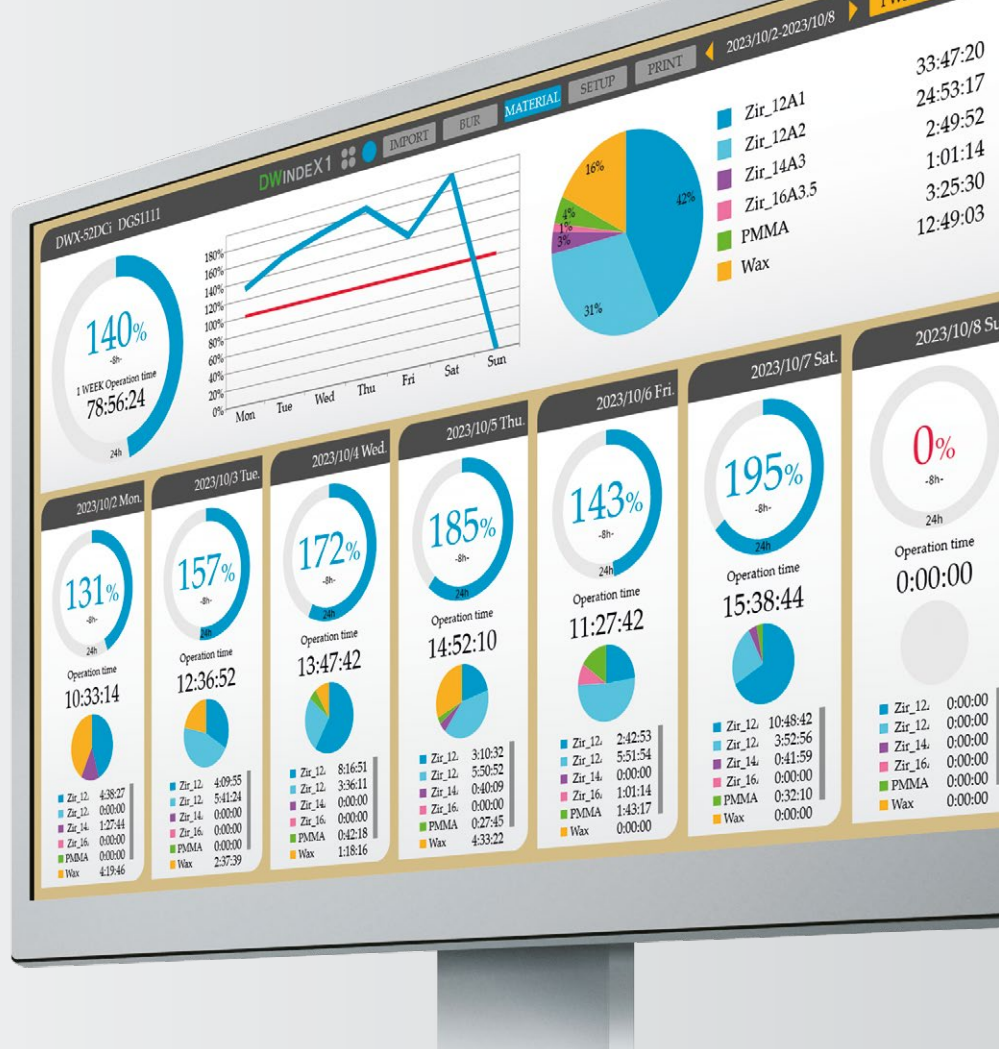 2023/10/2-2023/10/8
DWINDEX1 IMPORT BUR MATERIAL SETUP PRINT
DWX-52DCi DGS1111
140%
-8h-
1 WEEK Operation time
78:56:24
24h
180%
160%
140%
120%
100%
80%
60%
40%
20%
0%
Mon Tue Wed Thu Fri Sat Sun
16%
42%
4%
1%
3%
31%
Zir_12A1 33:47:20
Zir_12A2 24:53:17
Zir_14A3 2:49:52
Zir_16A3.5 1:01:14
PMMA 3:25:30
Wax 12:49:03
2023/10/2 Mon.
131%
-8h-
24h
Operation time
10:33:14
Zir_12. 4:38:27
Zir_12. 0:00:00
Zir_14. 1:27:44
Zir_16. 0:00:00
PMMA 0:00:00
Wax 4:19:46
2023/10/3 Tue.
157%
-8h-
24h
Operation time
12:36:52
Zir_12. 4:09:55
Zir_12. 5:41:24
Zir_14. 0:00:00
Zir_16. 0:00:00
PMMA 0:00:00
Wax 2:37:39
2023/10/4 Wed.
172%
-8h-
24h
Operation time
13:47:42
Zir_12. 8:16:51
Zir_12. 3:36:11
Zir_14. 0:00:00
Zir_16. 0:00:00
PMMA 0:42:18
Wax 1:18:16
2023/10/5 Thu.
185%
-8h-
24h
Operation time
14:52:10
Zir_12. 3:10:32
Zir_12. 5:50:52
Zir_14. 0:40:09
Zir_16. 0:00:00
PMMA 0:27:45
Wax 4:33:22
2023/10/6 Fri.
143%
-8h-
24h
Operation time
11:27:42
Zir_12. 2:42:53
Zir_12. 5:51:54
Zir_14. 0:00:00
Zir_16. 1:01:14
PMMA 1:43:17
Wax 0:00:00
2023/10/7 Sat.
195%
-8h-
24h
Operation time
15:38:44
Zir_12. 10:48:42
Zir_12. 3:52:56
Zir_14. 0:41:59
Zir_16. 0:00:00
PMMA 0:32:10
Wax 0:00:00
2023/10/8 Su
0%
-8h-
24h
Operation time
0:00:00
Zir_12. 0:00:00
Zir_12. 0:00:00
Zir_14. 0:00:00
Zir_16. 0:00:00
PMMA 0:00:00
Wax 0:00:00